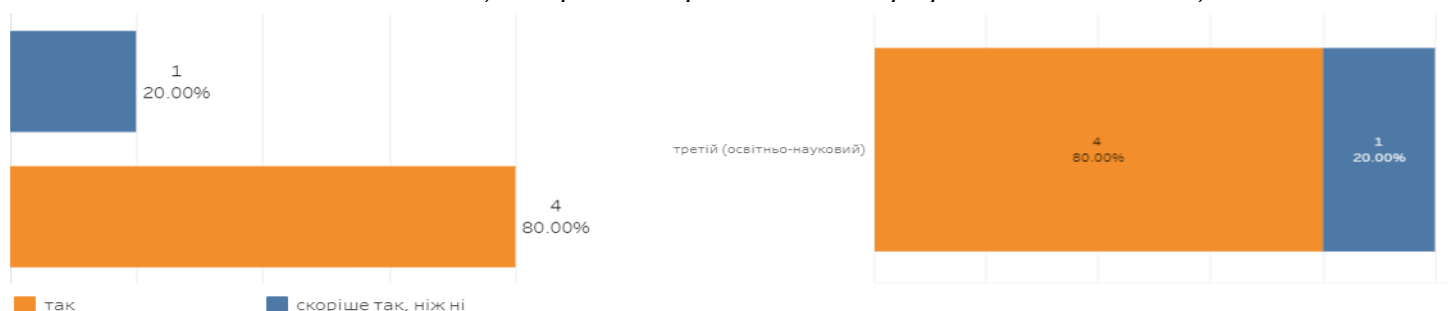 1
20.00%
4
80.00%
так
скоріше так, ніж ні
третій (освітньо-науковий)
4
80.00%
1
20.00%